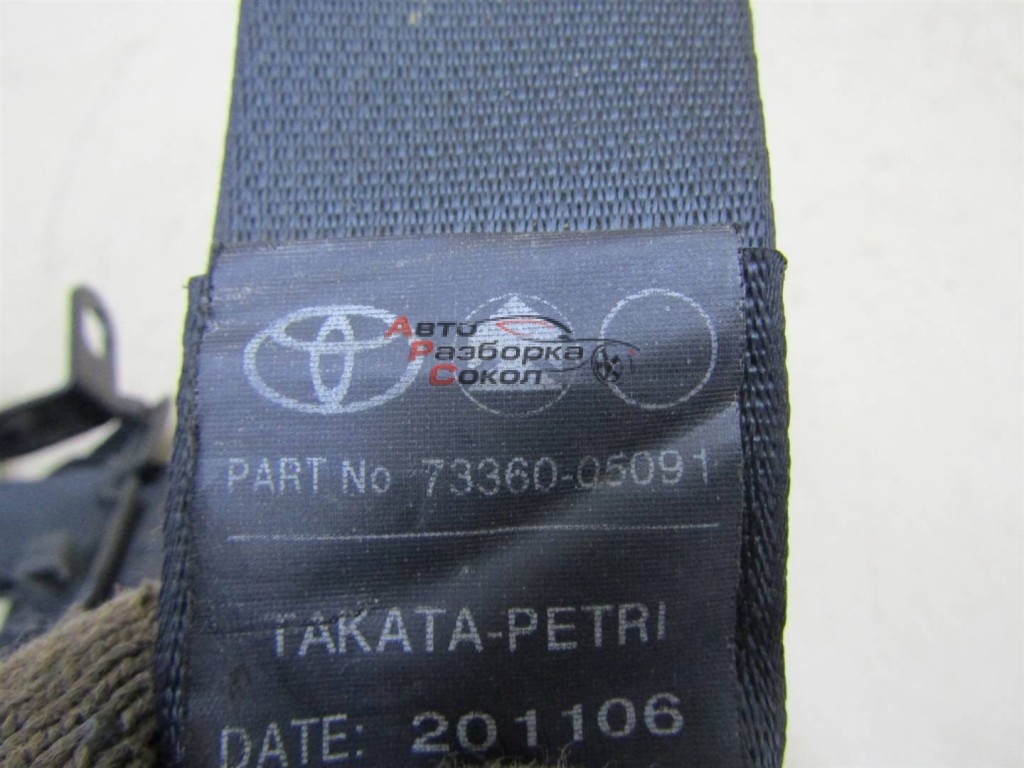 Авто
Разборка
Сокол
PART No 73360-05091
TAKATA-PETRI
DATE: 201106